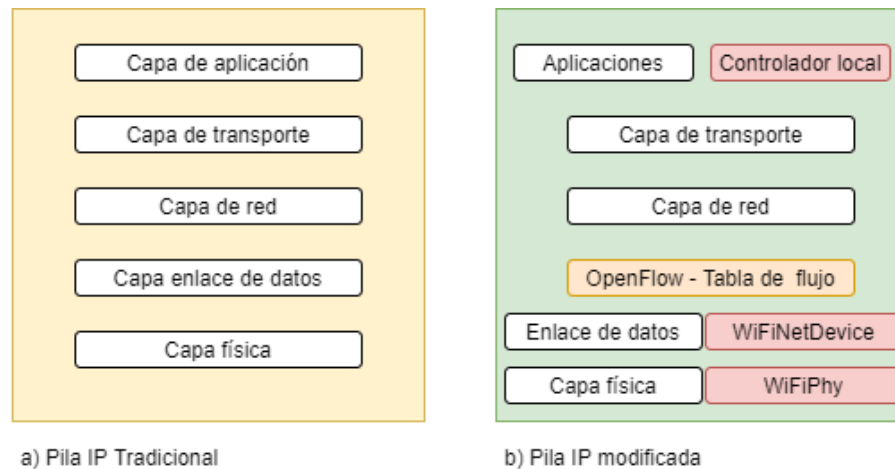 Capa de aplicación
Capa de transporte
Capa de red
Capa enlace de datos
Capa física
a) Pila IP Tradicional
Aplicaciones
Controlador local
Capa de transporte
Capa de red
OpenFlow - Tabla de flujo
Enlace de datos
WiFiNetDevice
Capa física
WiFiPhy
b) Pila IP modificada